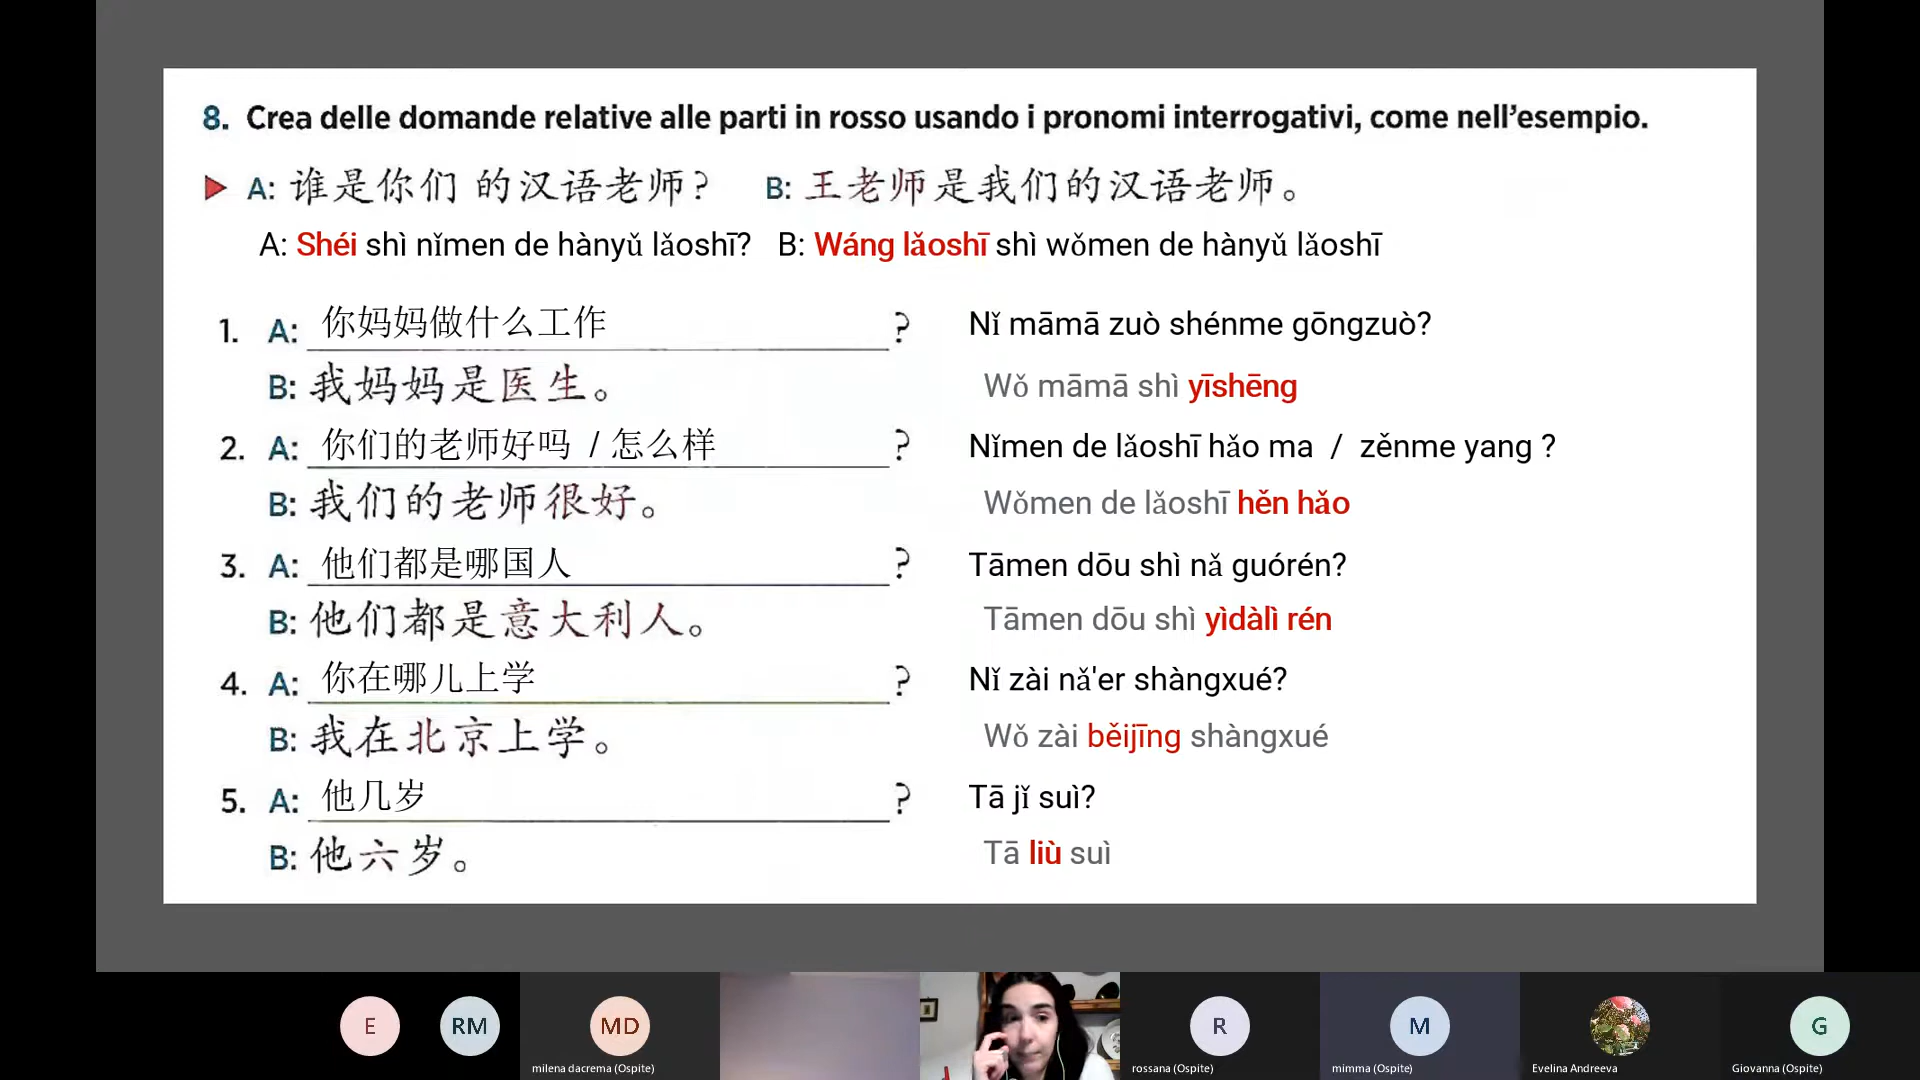 8. Crea delle domande relative alle parti in rosso usando i pronomi interrogativi, come nell'esempio.
A: 谁是你们 的汉语老师? B: 王老师是我们的汉语老师。
A: Shéi shì nǐmen de hànyǔ lǎoshī? B: Wáng lǎoshī shì wǒmen de hànyǔ lǎoshī
1. A: 你妈妈做什么工作 ? Nǐ māmā zuò shénme gōngzuò?
B: 我妈妈是医生。 Wǒ māmā shì yīshēng
2. A: 你们的老师好吗 / 怎么样 ? Nǐmen de lǎoshī hǎo ma / zěnme yang ?
B: 我们的老师很好。 Wǒmen de lǎoshī hěn hǎo
3. A: 他们都是哪国人 ? Tāmen dōu shì nǎ guórén?
B: 他们都是意大利人。 Tāmen dōu shì yìdàlì rén
4. A: 你在哪儿上学 ? Nǐ zài nǎ'er shàngxué?
B: 我在北京上学。 Wǒ zài běijīng shàngxué
5. A: 他几岁 ? Tā jǐ suì?
B: 他六岁。 Tā liù suì
E RM MD R M G
milena dacrema (Ospite) rossana (Ospite) mimma (Ospite) Evelina Andreeva Giovanna (Ospite)